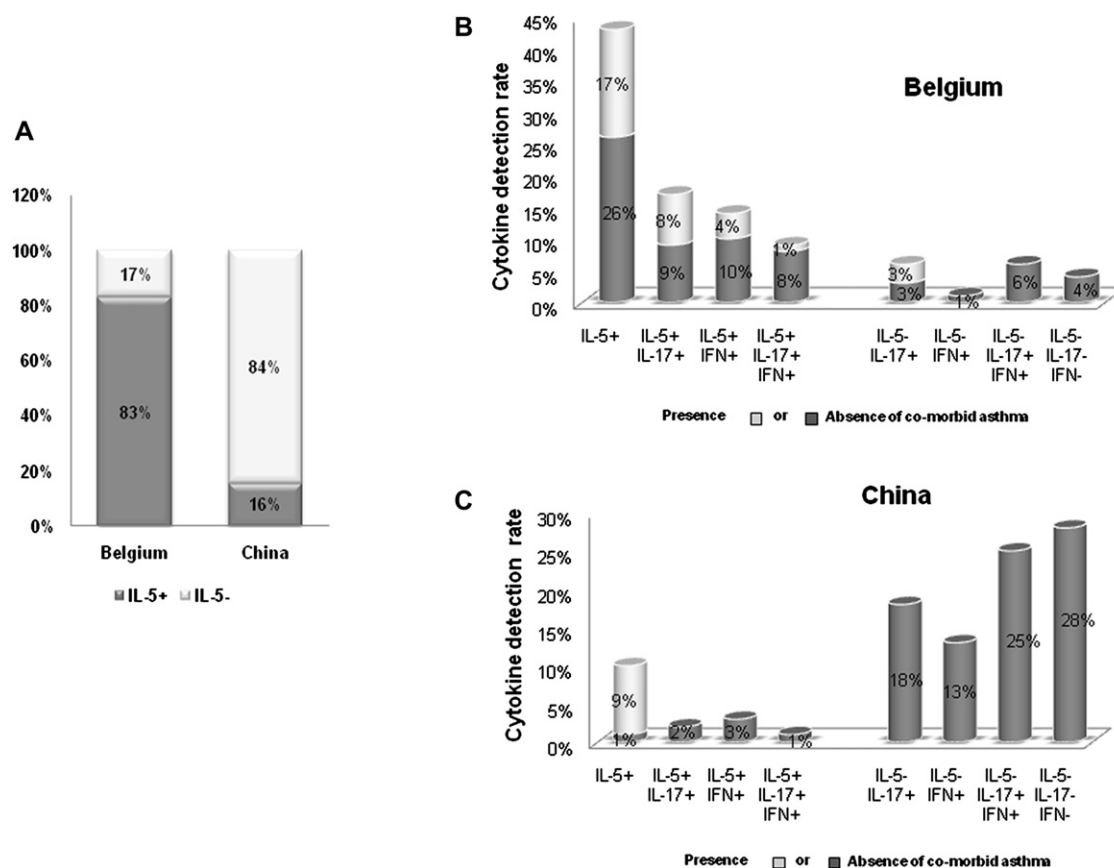 A
120%
100%
80%
60%
40%
20%
0%
17%
83%
84%
16%
Belgium China
IL-5+ IL-5-
B
Belgium
Cytokine detection rate
45%
40%
35%
30%
25%
20%
15%
10%
5%
0%
17%
26%
8%
9%
4%
10%
1%
8%
3%
3%
1%
6%
4%
IL-5+ IL-5+ IL-5+ IL-5+ IL-5- IL-5- IL-5- IL-5-
IL-17+ IFN+ IL-17+ IL-17+ IFN+ IL-17+ IL-17-
IFN+ IFN+ IFN-
Presence or Absence of co-morbid asthma
C
China
Cytokine detection rate
30%
25%
20%
15%
10%
5%
0%
9%
1%
2%
3%
1%
18%
13%
25%
28%
IL-5+ IL-5+ IL-5+ IL-5+ IL-5- IL-5- IL-5- IL-5-
IL-17+ IFN+ IL-17+ IL-17+ IFN+ IL-17+ IL-17-
IFN+ IFN+ IFN-
Presence or Absence of co-morbid asthma